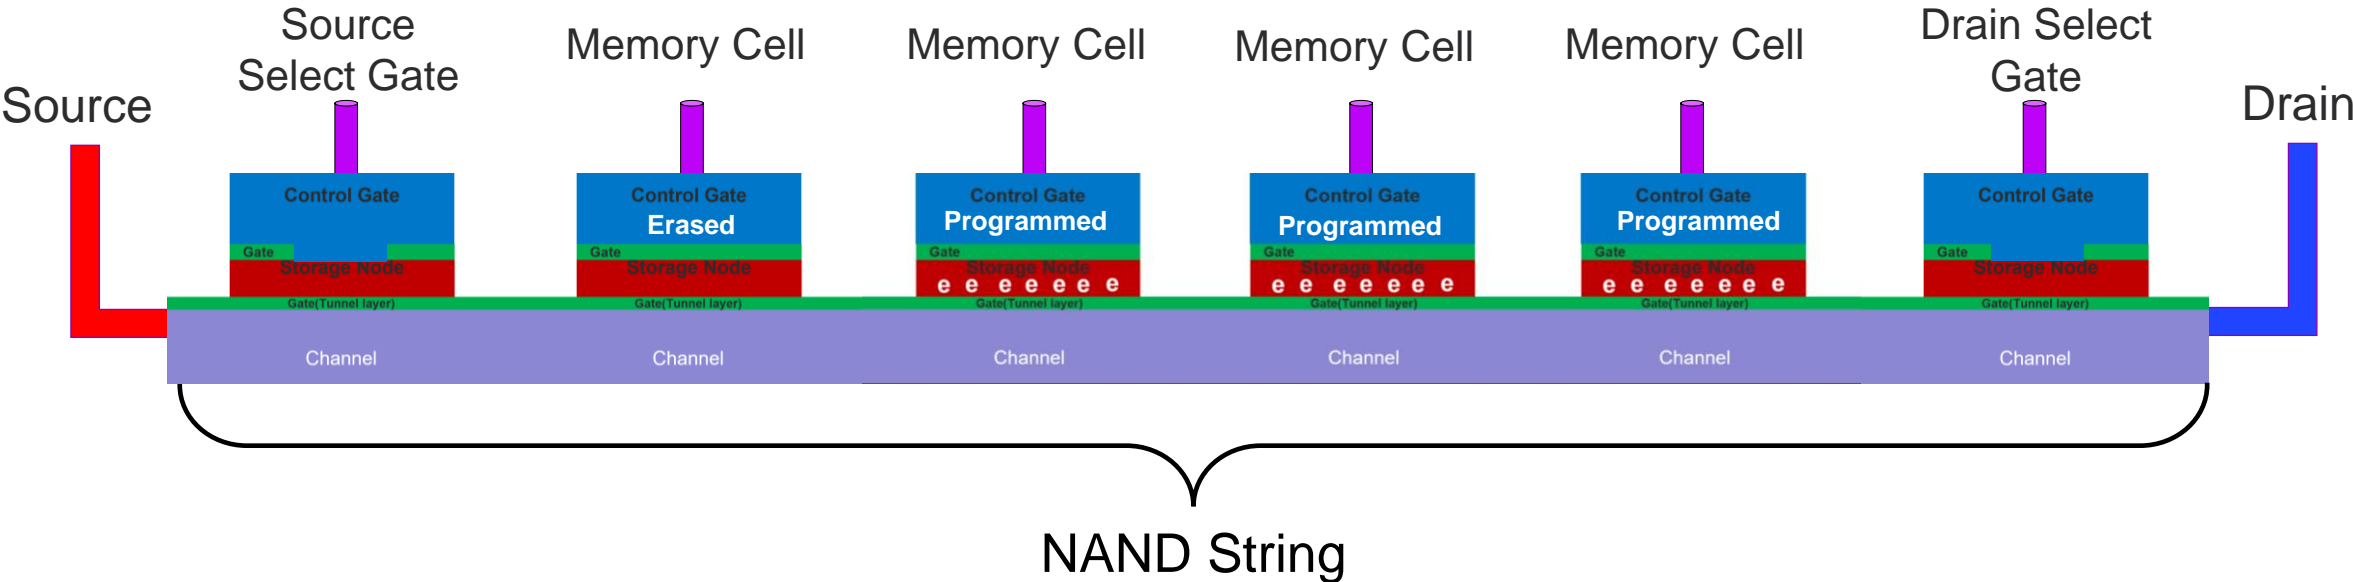 Source
Select Gate
Memory Cell
Memory Cell
Memory Cell
Memory Cell
Drain Select
Gate
Source
Drain
Control Gate
Control Gate
Erased
Control Gate
Programmed
Control Gate
Programmed
Control Gate
Programmed
Control Gate
Gate
Storage Node
Gate
Storage Node
Gate
Storage Node
e e e e e e e
Gate
Storage Node
e e e e e e e
Gate
Storage Node
e e e e e e e
Gate
Storage Node
Gate(Tunnel layer)
Gate(Tunnel layer)
Gate(Tunnel layer)
Gate(Tunnel layer)
Gate(Tunnel layer)
Gate(Tunnel layer)
Channel
Channel
Channel
Channel
Channel
Channel
NAND String